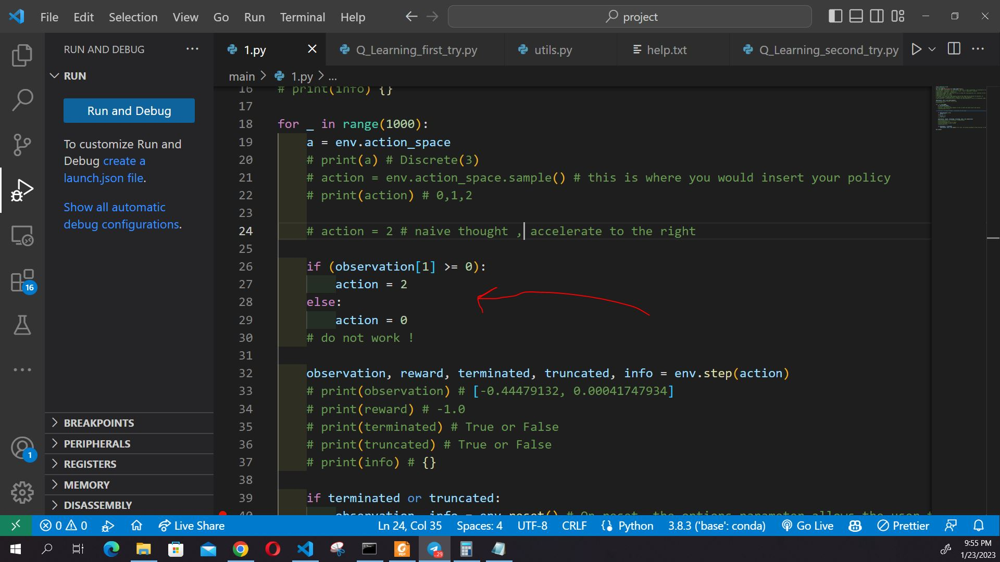 File Edit Selection View Go Run Terminal Help
project
RUN AND DEBUG
RUN
Run and Debug
To customize Run and
Debug create a
launch.json file.
Show all automatic
debug configurations.
BREAKPOINTS
PERIPHERALS
REGISTERS
MEMORY
DISASSEMBLY
16
1
1.py
Q_Learning_first_try.py
utils.py
help.txt
Q_Learning_second_try.py
main > 1.py > ...
16 # print(info) {}
17
18 for _ in range(1000):
19 a = env.action_space
20 # print(a) # Discrete(3)
21 # action = env.action_space.sample() # this is where you would insert your policy
22 # print(action) # 0,1,2
23
24 # action = 2 # naive thought , accelerate to the right
25
26 if (observation[1] >= 0):
27 action = 2
28 else:
29 action = 0
30 # do not work !
31
32 observation, reward, terminated, truncated, info = env.step(action)
33 # print(observation) # [-0.44479132, 0.00041747934]
34 # print(reward) # -1.0
35 # print(terminated) # True or False
36 # print(truncated) # True or False
37 # print(info) # {}
38
39 if terminated or truncated:
40 observation, info = env.reset() # On reset, the options parameter allows the user
0 0 Live Share Ln 24, Col 35 Spaces: 4 UTF-8 CRLF Python 3.8.3 ('base': conda) Go Live Prettier
PDF
..29
9:55 PM
1/23/2023